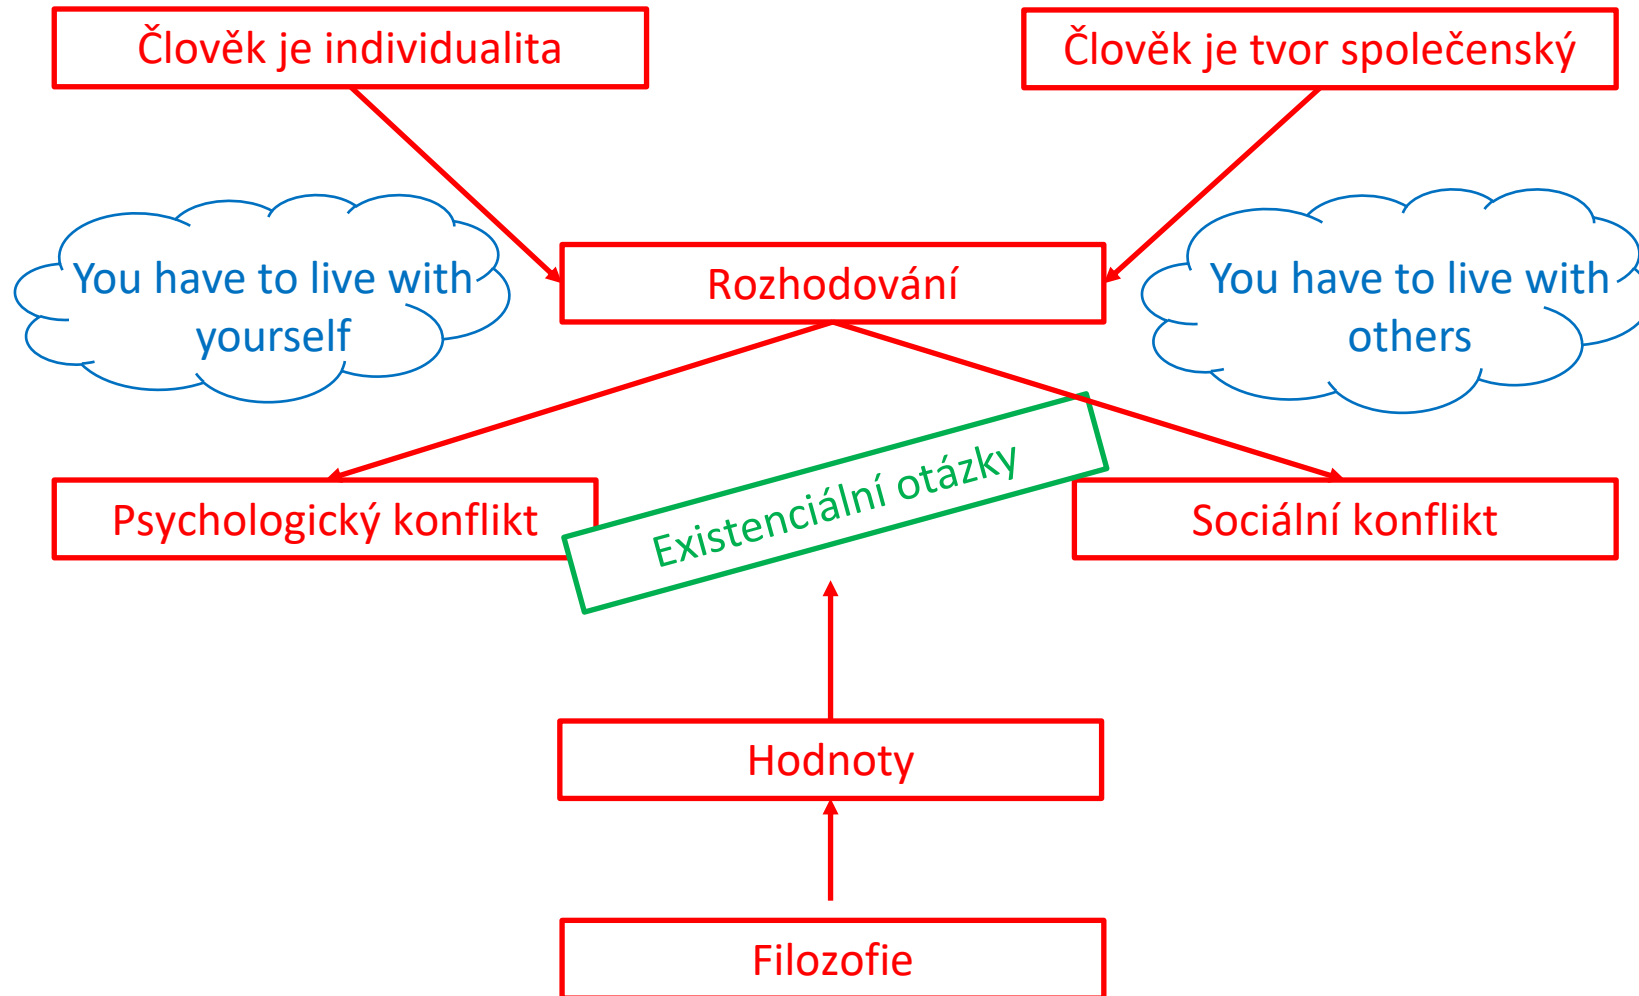 Člověk je individualita
Člověk je tvor společenský
You have to live with
yourself
Rozhodování
You have to live with
others
Psychologický konflikt
Existenciální otázky
Sociální konflikt
Hodnoty
Filozofie